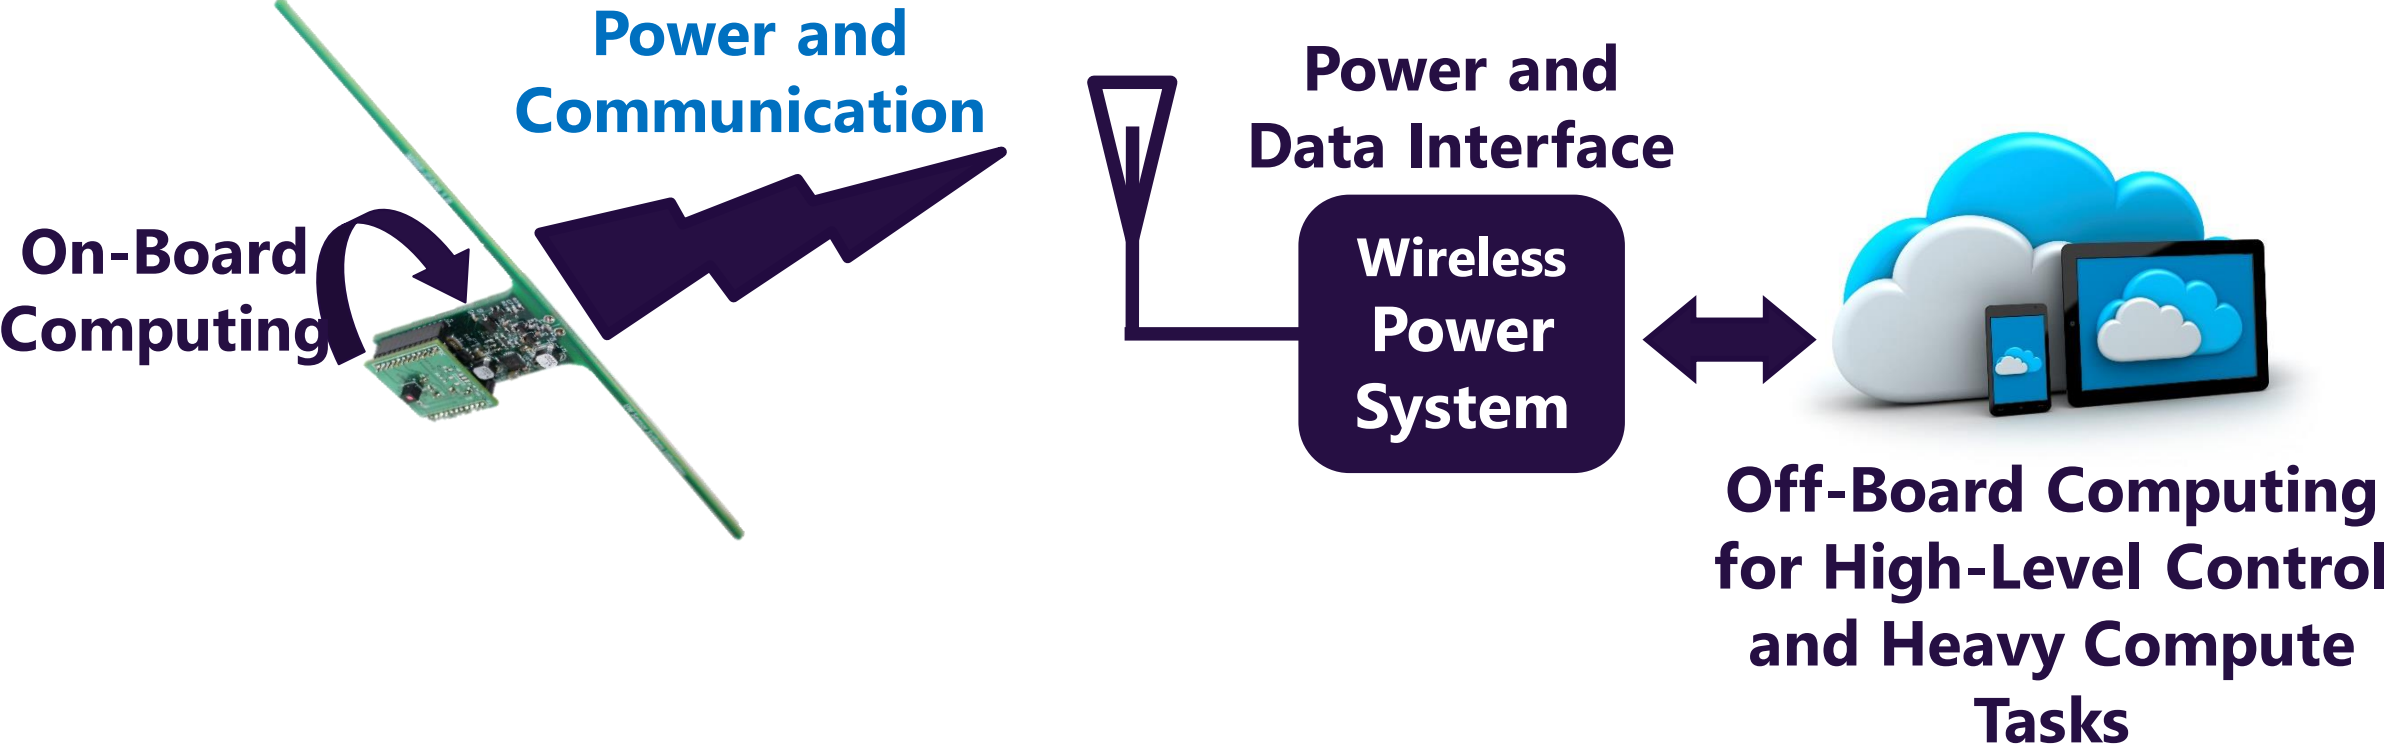 Power and
Communication
On-Board
Computing
Power and
Data Interface
Wireless
Power
System
Off-Board Computing
for High-Level Control
and Heavy Compute
Tasks